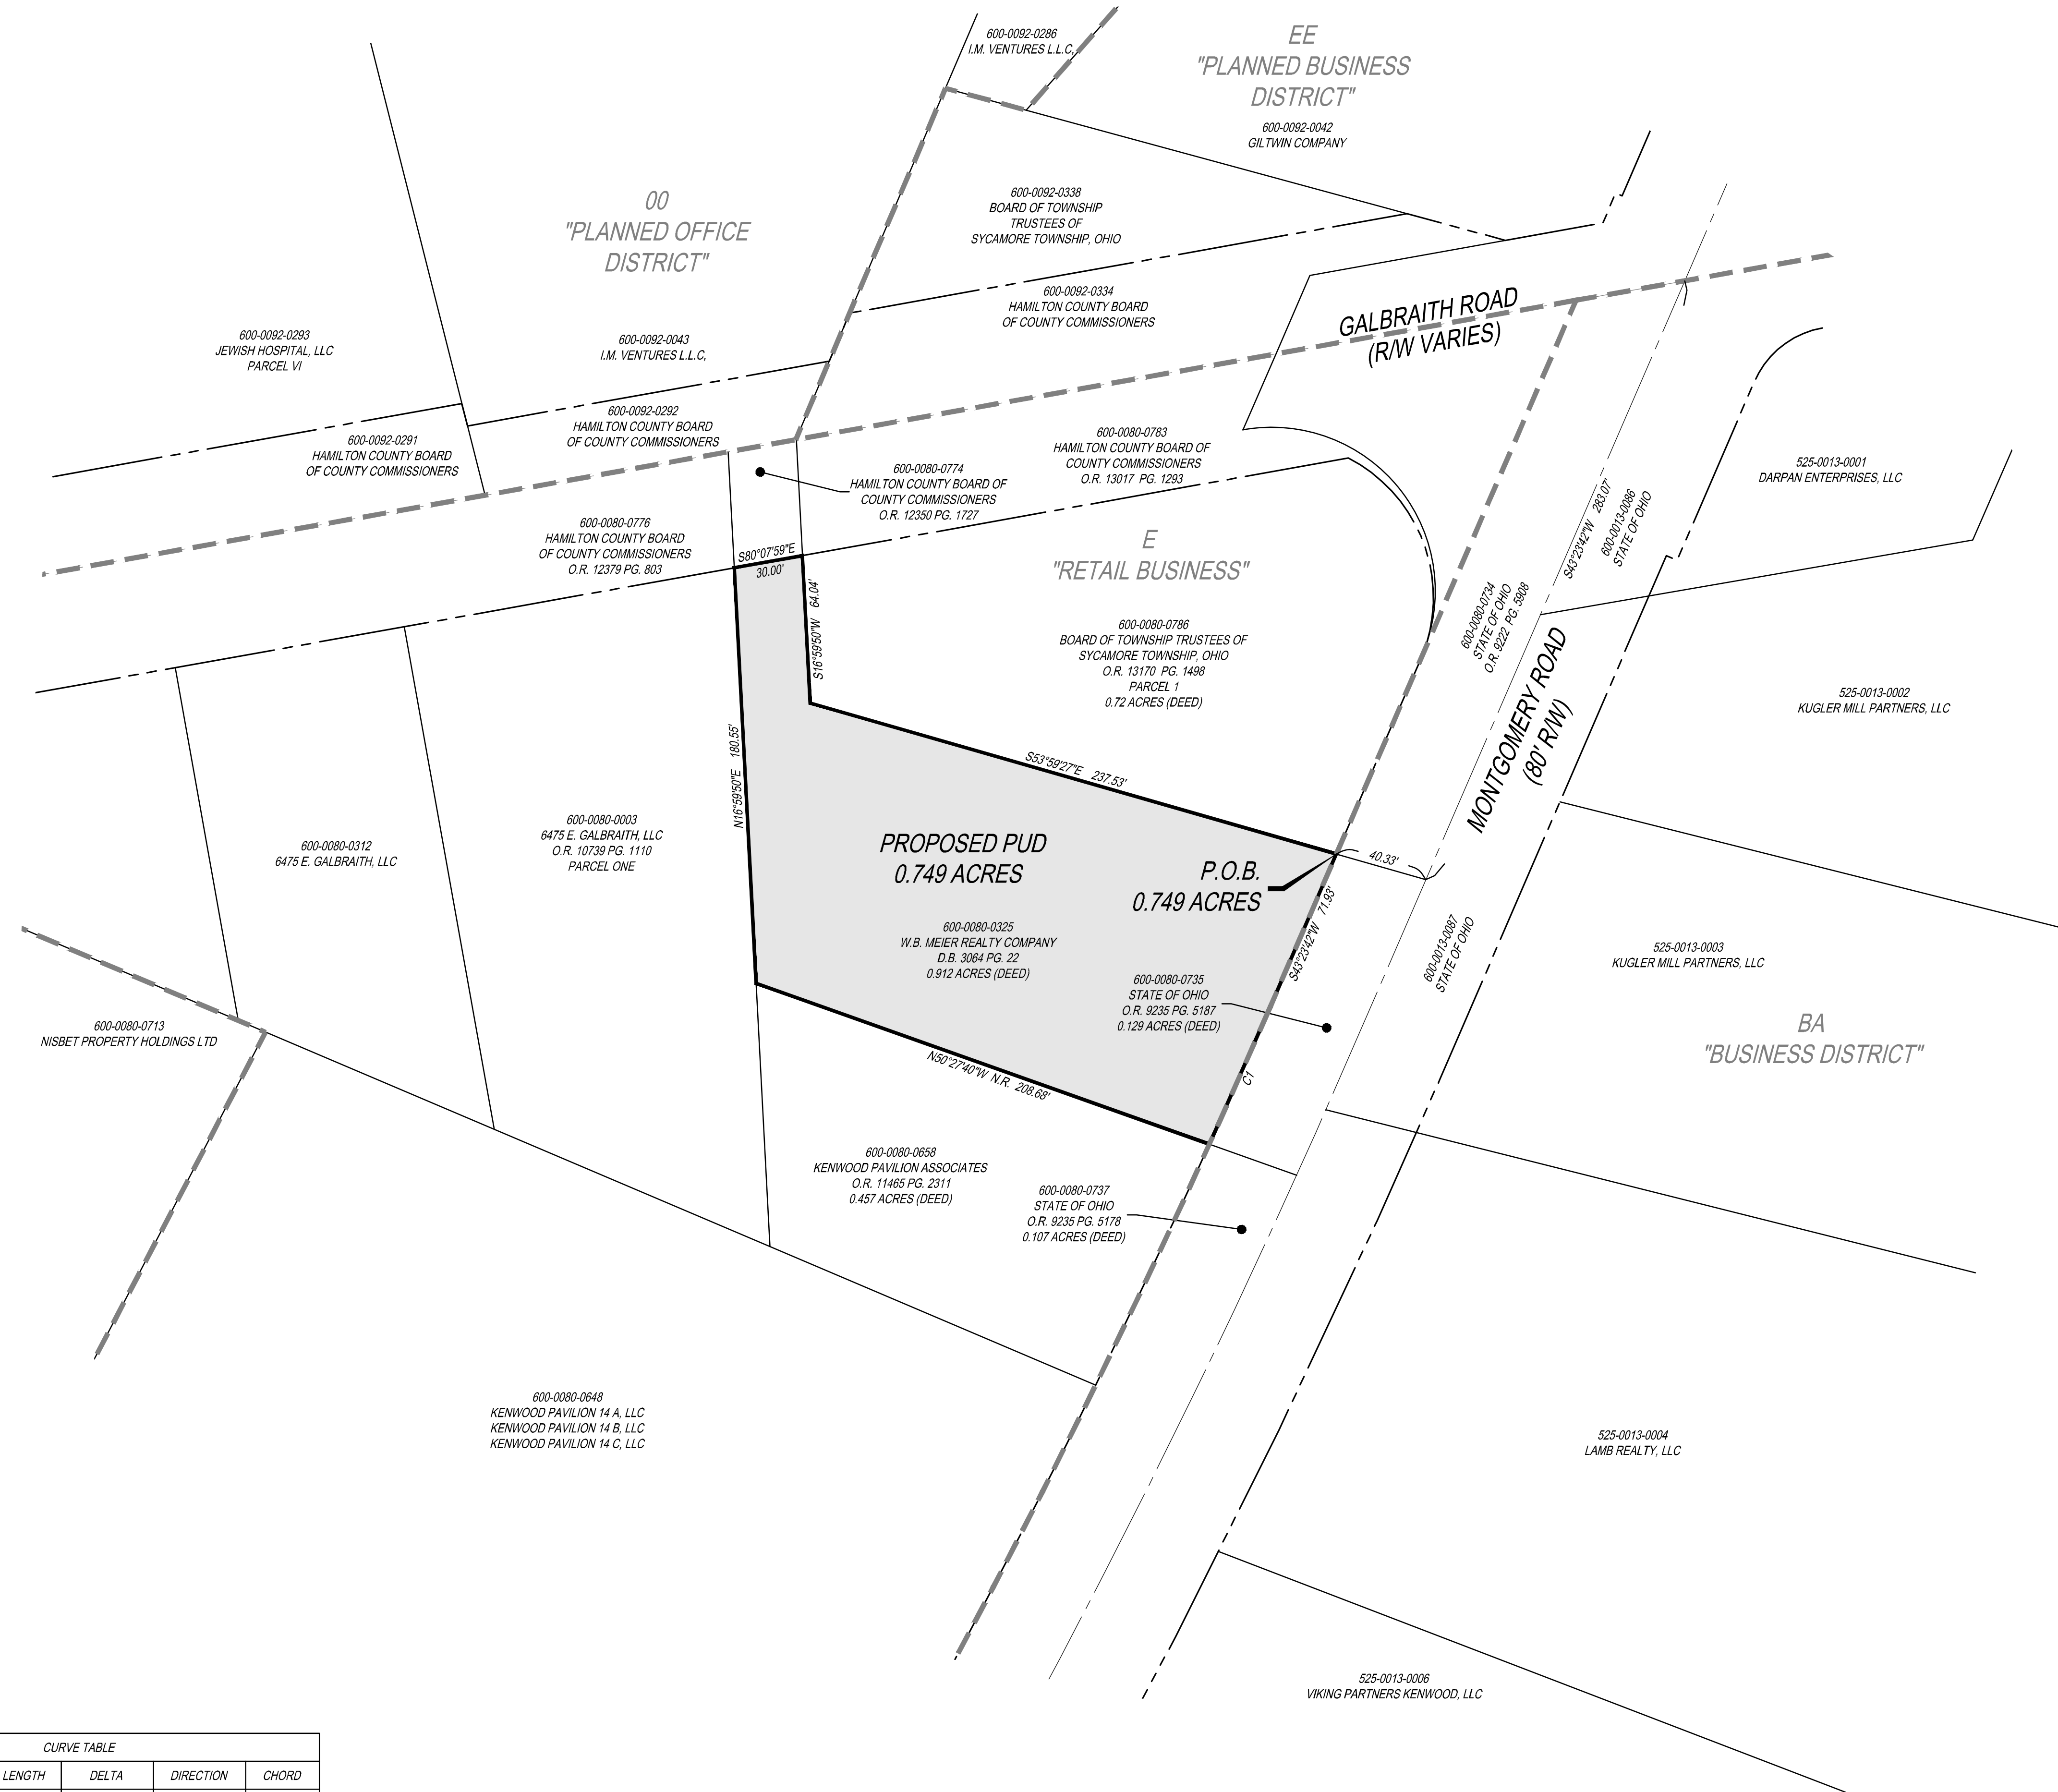 600-0092-0286
I.M. VENTURES L.L.C,
EE
"PLANNED BUSINESS
DISTRICT"
600-0092-0042
GILTWIN COMPANY
00
"PLANNED OFFICE
DISTRICT"
600-0092-0338
BOARD OF TOWNSHIP
TRUSTEES OF
SYCAMORE TOWNSHIP, OHIO
600-0092-0334
HAMILTON COUNTY BOARD
OF COUNTY COMMISSIONERS
GALBRAITH ROAD
(R/W VARIES)
600-0092-0293
JEWISH HOSPITAL, LLC
PARCEL VI
600-0092-0043
I.M. VENTURES L.L.C,
600-0092-0292
HAMILTON COUNTY BOARD
OF COUNTY COMMISSIONERS
600-0092-0291
HAMILTON COUNTY BOARD
OF COUNTY COMMISSIONERS
600-0080-0783
HAMILTON COUNTY BOARD OF
COUNTY COMMISSIONERS
O.R. 13017 PG. 1293
600-0080-0774
HAMILTON COUNTY BOARD OF
COUNTY COMMISSIONERS
O.R. 12350 PG. 1727
525-0013-0001
DARPAN ENTERPRISES, LLC
S43°23'42"W 283.07'
600-0013-0086
STATE OF OHIO
600-0080-0776
HAMILTON COUNTY BOARD
OF COUNTY COMMISSIONERS
O.R. 12379 PG. 803
S80°07'59"E
30.00'
E
"RETAIL BUSINESS"
S16°59'50"W 64.04'
600-0080-0734
STATE OF OHIO
O.R. 9222 PG. 5908
600-0080-0786
BOARD OF TOWNSHIP TRUSTEES OF
SYCAMORE TOWNSHIP, OHIO
O.R. 13170 PG. 1498
PARCEL 1
0.72 ACRES (DEED)
MONTGOMERY ROAD
(80' R/W)
525-0013-0002
KUGLER MILL PARTNERS, LLC
N16°59'50"E 180.55'
S53°59'27"E 237.53'
600-0080-0312
6475 E. GALBRAITH, LLC
600-0080-0003
6475 E. GALBRAITH, LLC
O.R. 10739 PG. 1110
PARCEL ONE
PROPOSED PUD
0.749 ACRES
P.O.B.
0.749 ACRES
40.33'
S43°23'42"W 71.93'
600-0080-0325
W.B. MEIER REALTY COMPANY
D.B. 3064 PG. 22
0.912 ACRES (DEED)
600-0013-0087
STATE OF OHIO
525-0013-0003
KUGLER MILL PARTNERS, LLC
600-0080-0735
STATE OF OHIO
O.R. 9235 PG. 5187
0.129 ACRES (DEED)
600-0080-0713
NISBET PROPERTY HOLDINGS LTD
BA
"BUSINESS DISTRICT"
N50°27'40"W N.R. 208.68'
C1
600-0080-0658
KENWOOD PAVILION ASSOCIATES
O.R. 11465 PG. 2311
0.457 ACRES (DEED)
600-0080-0737
STATE OF OHIO
O.R. 9235 PG. 5178
0.107 ACRES (DEED)
600-0080-0648
KENWOOD PAVILION 14 A, LLC
KENWOOD PAVILION 14 B, LLC
KENWOOD PAVILION 14 C, LLC
525-0013-0004
LAMB REALTY, LLC
525-0013-0006
VIKING PARTNERS KENWOOD, LLC
CURVE TABLE
LENGTH DELTA DIRECTION CHORD